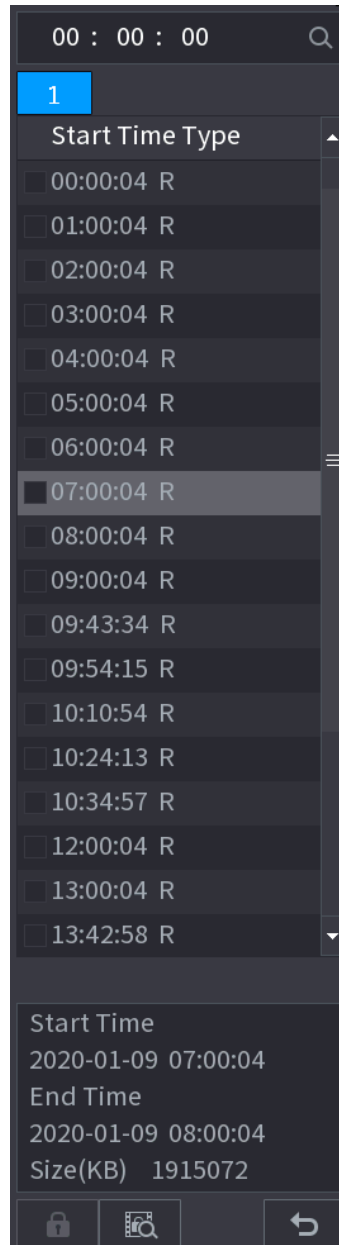 00 : 00 : 00
1
Start Time Type
00:00:04 R
01:00:04 R
02:00:04 R
03:00:04 R
04:00:04 R
05:00:04 R
06:00:04 R
07:00:04 R
08:00:04 R
09:00:04 R
09:43:34 R
09:54:15 R
10:10:54 R
10:24:13 R
10:34:57 R
12:00:04 R
13:00:04 R
13:42:58 R
Start Time
2020-01-09 07:00:04
End Time
2020-01-09 08:00:04
Size(KB) 1915072